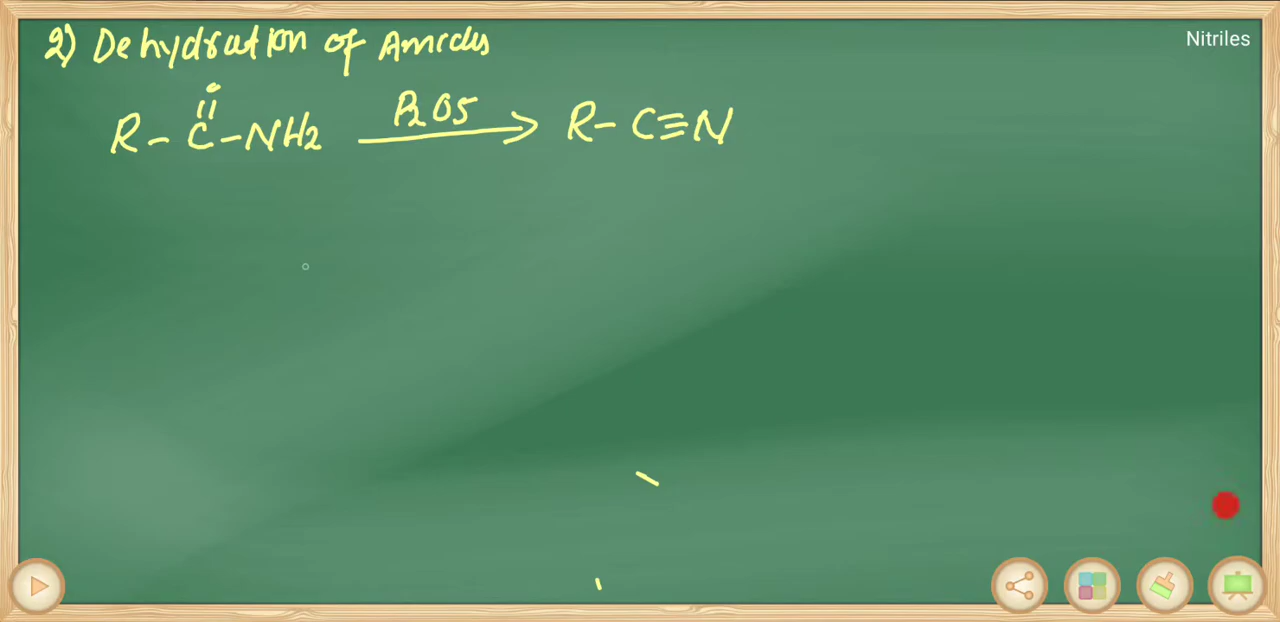 Nitriles
2) Dehydration of Amides
O
||
R - C - NH2 P2O5 → R - C≡N